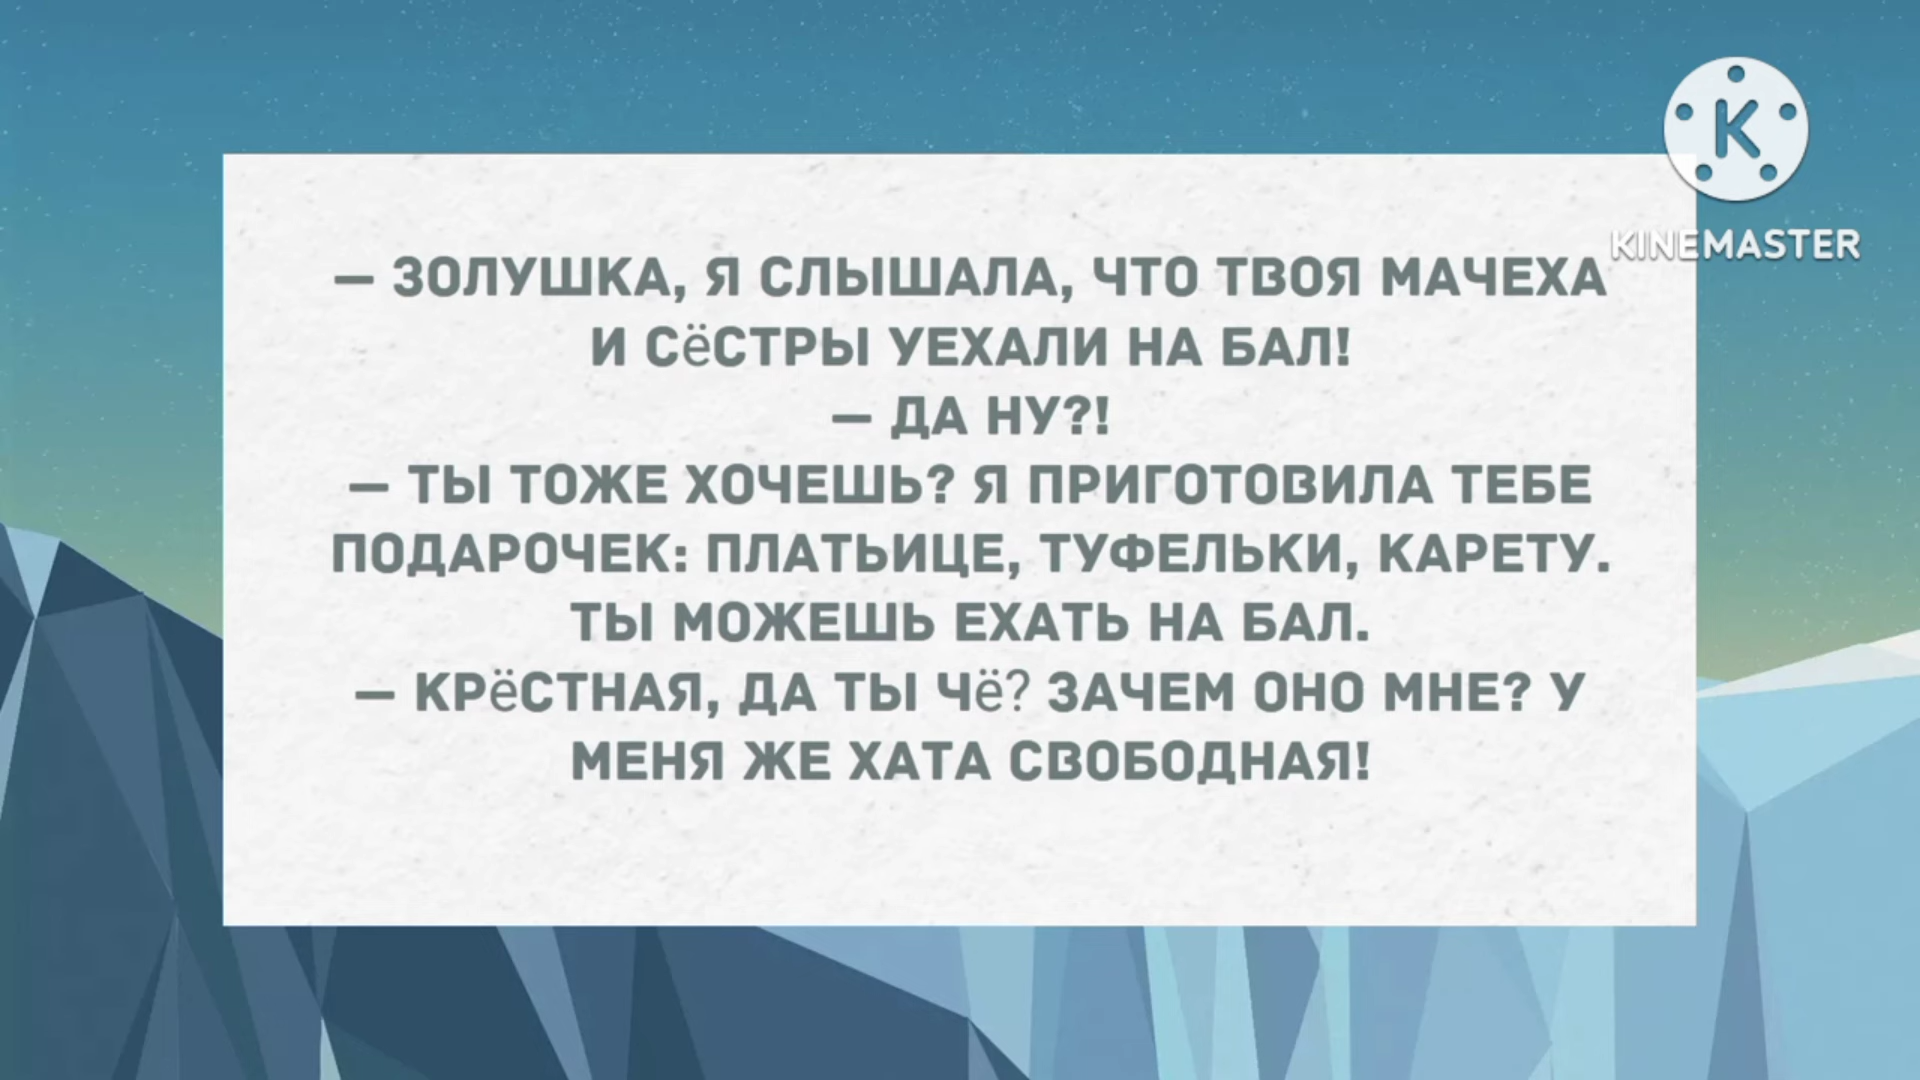 — ЗОЛУШКА, Я СЛЫШАЛА, ЧТО ТВОЯ МАЧЕХА
И СёСТРЫ УЕХАЛИ НА БАЛ!
— ДА НУ?!
— ТЫ ТОЖЕ ХОЧЕШЬ? Я ПРИГОТОВИЛА ТЕБЕ
ПОДАРОЧЕК: ПЛАТЬИЦЕ, ТУФЕЛЬКИ, КАРЕТУ.
ТЫ МОЖЕШЬ ЕХАТЬ НА БАЛ.
— КРёСТНАЯ, ДА ТЫ Чё? ЗАЧЕМ ОНО МНЕ? У
МЕНЯ ЖЕ ХАТА СВОБОДНАЯ!
K
KINEMASTER